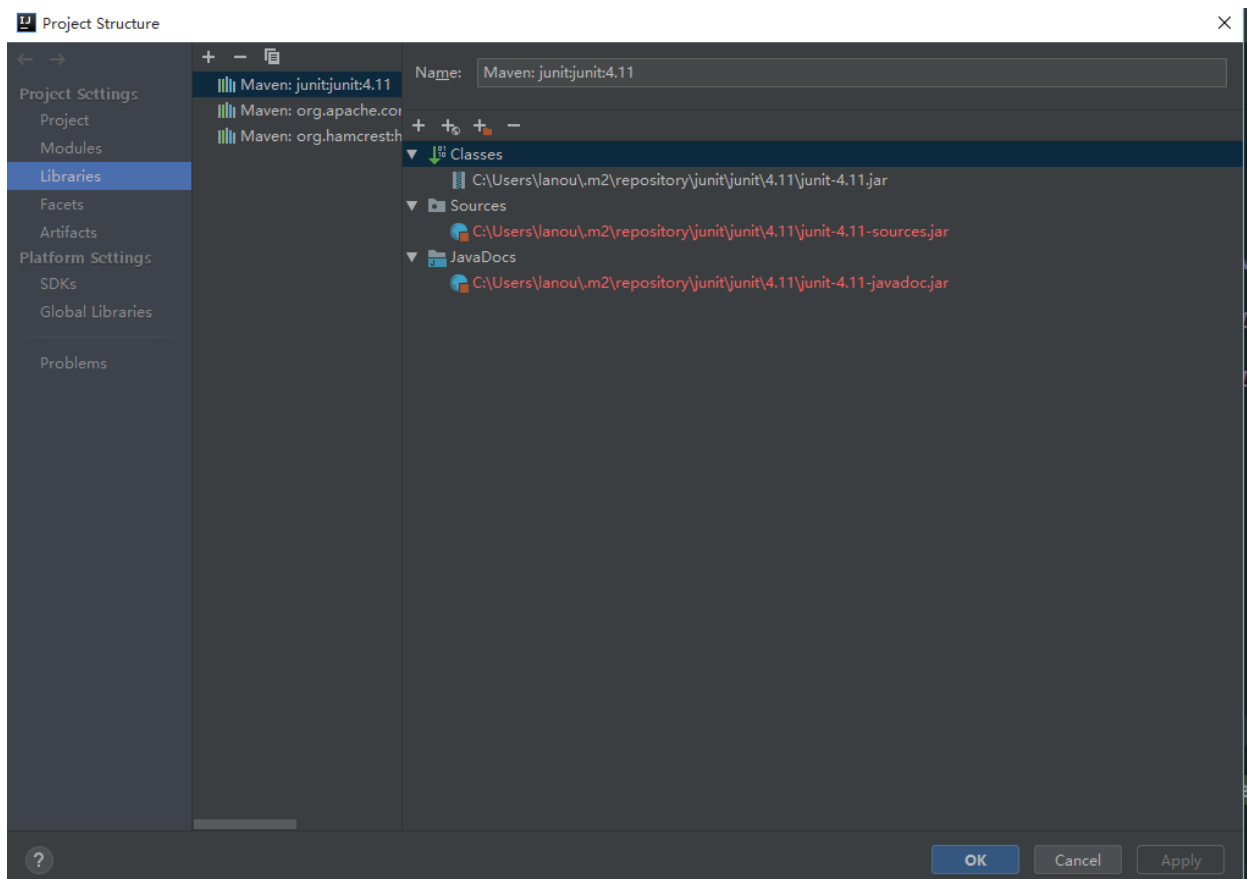 Project Structure
Project Settings
Project
Modules
Libraries
Facets
Artifacts
Platform Settings
SDKs
Global Libraries
Problems
Maven: junit:junit:4.11
Maven: org.apache.cor
Maven: org.hamcrest:h
Name: Maven: junit:junit:4.11
Classes
C:\Users\lanou\.m2\repository\junit\junit\4.11\junit-4.11.jar
Sources
C:\Users\lanou\.m2\repository\junit\junit\4.11\junit-4.11-sources.jar
JavaDocs
C:\Users\lanou\.m2\repository\junit\junit\4.11\junit-4.11-javadoc.jar
?
OK Cancel Apply